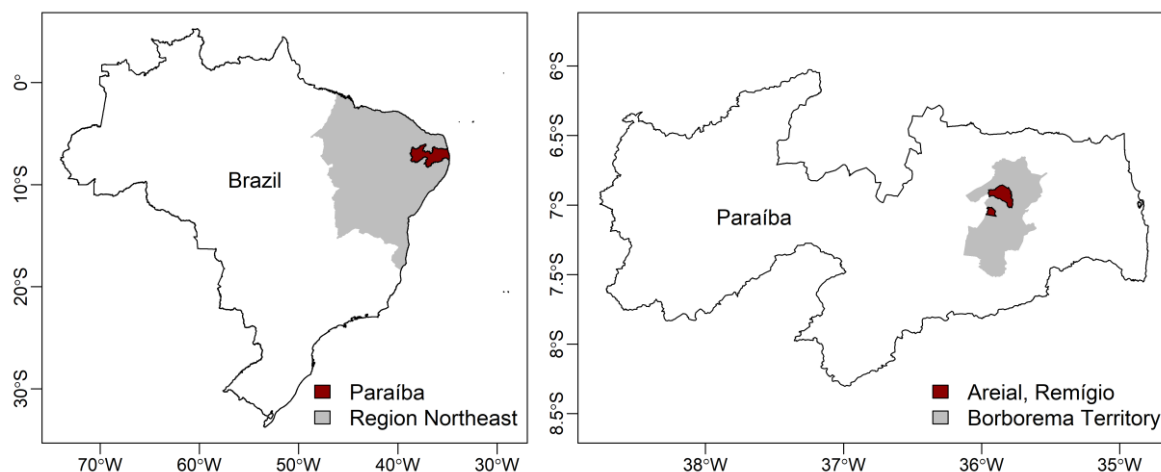 0°
10°S
20°S
30°S
Brazil
Paraíba
Region Northeast
70°W 60°W 50°W 40°W 30°W
6°S
6.5°S
7°S
7.5°S
8°S
8.5°S
Paraíba
Areial, Remígio
Borborema Territory
38°W 37°W 36°W 35°W